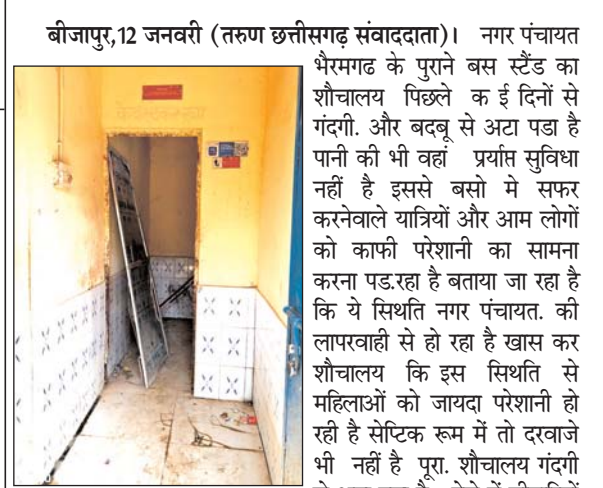 बीजापुर,12 जनवरी (तरुण छत्तीसगढ़ संवाददाता)। नगर पंचायत
भैरमगढ के पुराने बस स्टैंड का
शौचालय पिछले क ई दिनों से
गंदगी. और बदबू से अटा पडा है
पानी की भी वहां प्रर्याप्त सुविधा
नहीं है इससे बसो मे सफर
करनेवाले यात्रियों और आम लोगों
को काफी परेशानी का सामना
करना पड.रहा है बताया जा रहा है
कि ये सिथति नगर पंचायत. की
लापरवाही से हो रहा है खास कर
शौचालय कि इस सिथति से
महिलाओं को जायदा परेशानी हो
रही है सेप्टिक रूम में तो दरवाजे
भी नहीं है पूरा. शौचालय गंदगी